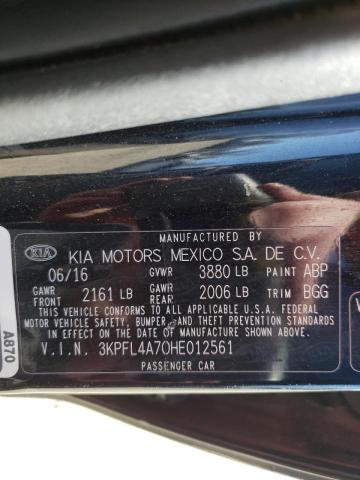 MANUFACTURED BY
KIA KIA MOTORS MEXICO S.A. DE C.V.
06/16 GVWR 3880 LB PAINT ABP
GAWR FRONT 2161 LB GAWR REAR 2006 LB TRIM BGG
THIS VEHICLE CONFORMS TO ALL APPLICABLE U.S.A. FEDERAL
MOTOR VEHICLE SAFETY, BUMPER, AND THEFT PREVENTION
STANDARDS IN EFFECT ON THE DATE OF MANUFACTURE SHOWN ABOVE.
V.I.N. 3KPFL4A70HE012561
PASSENGER CAR
A870